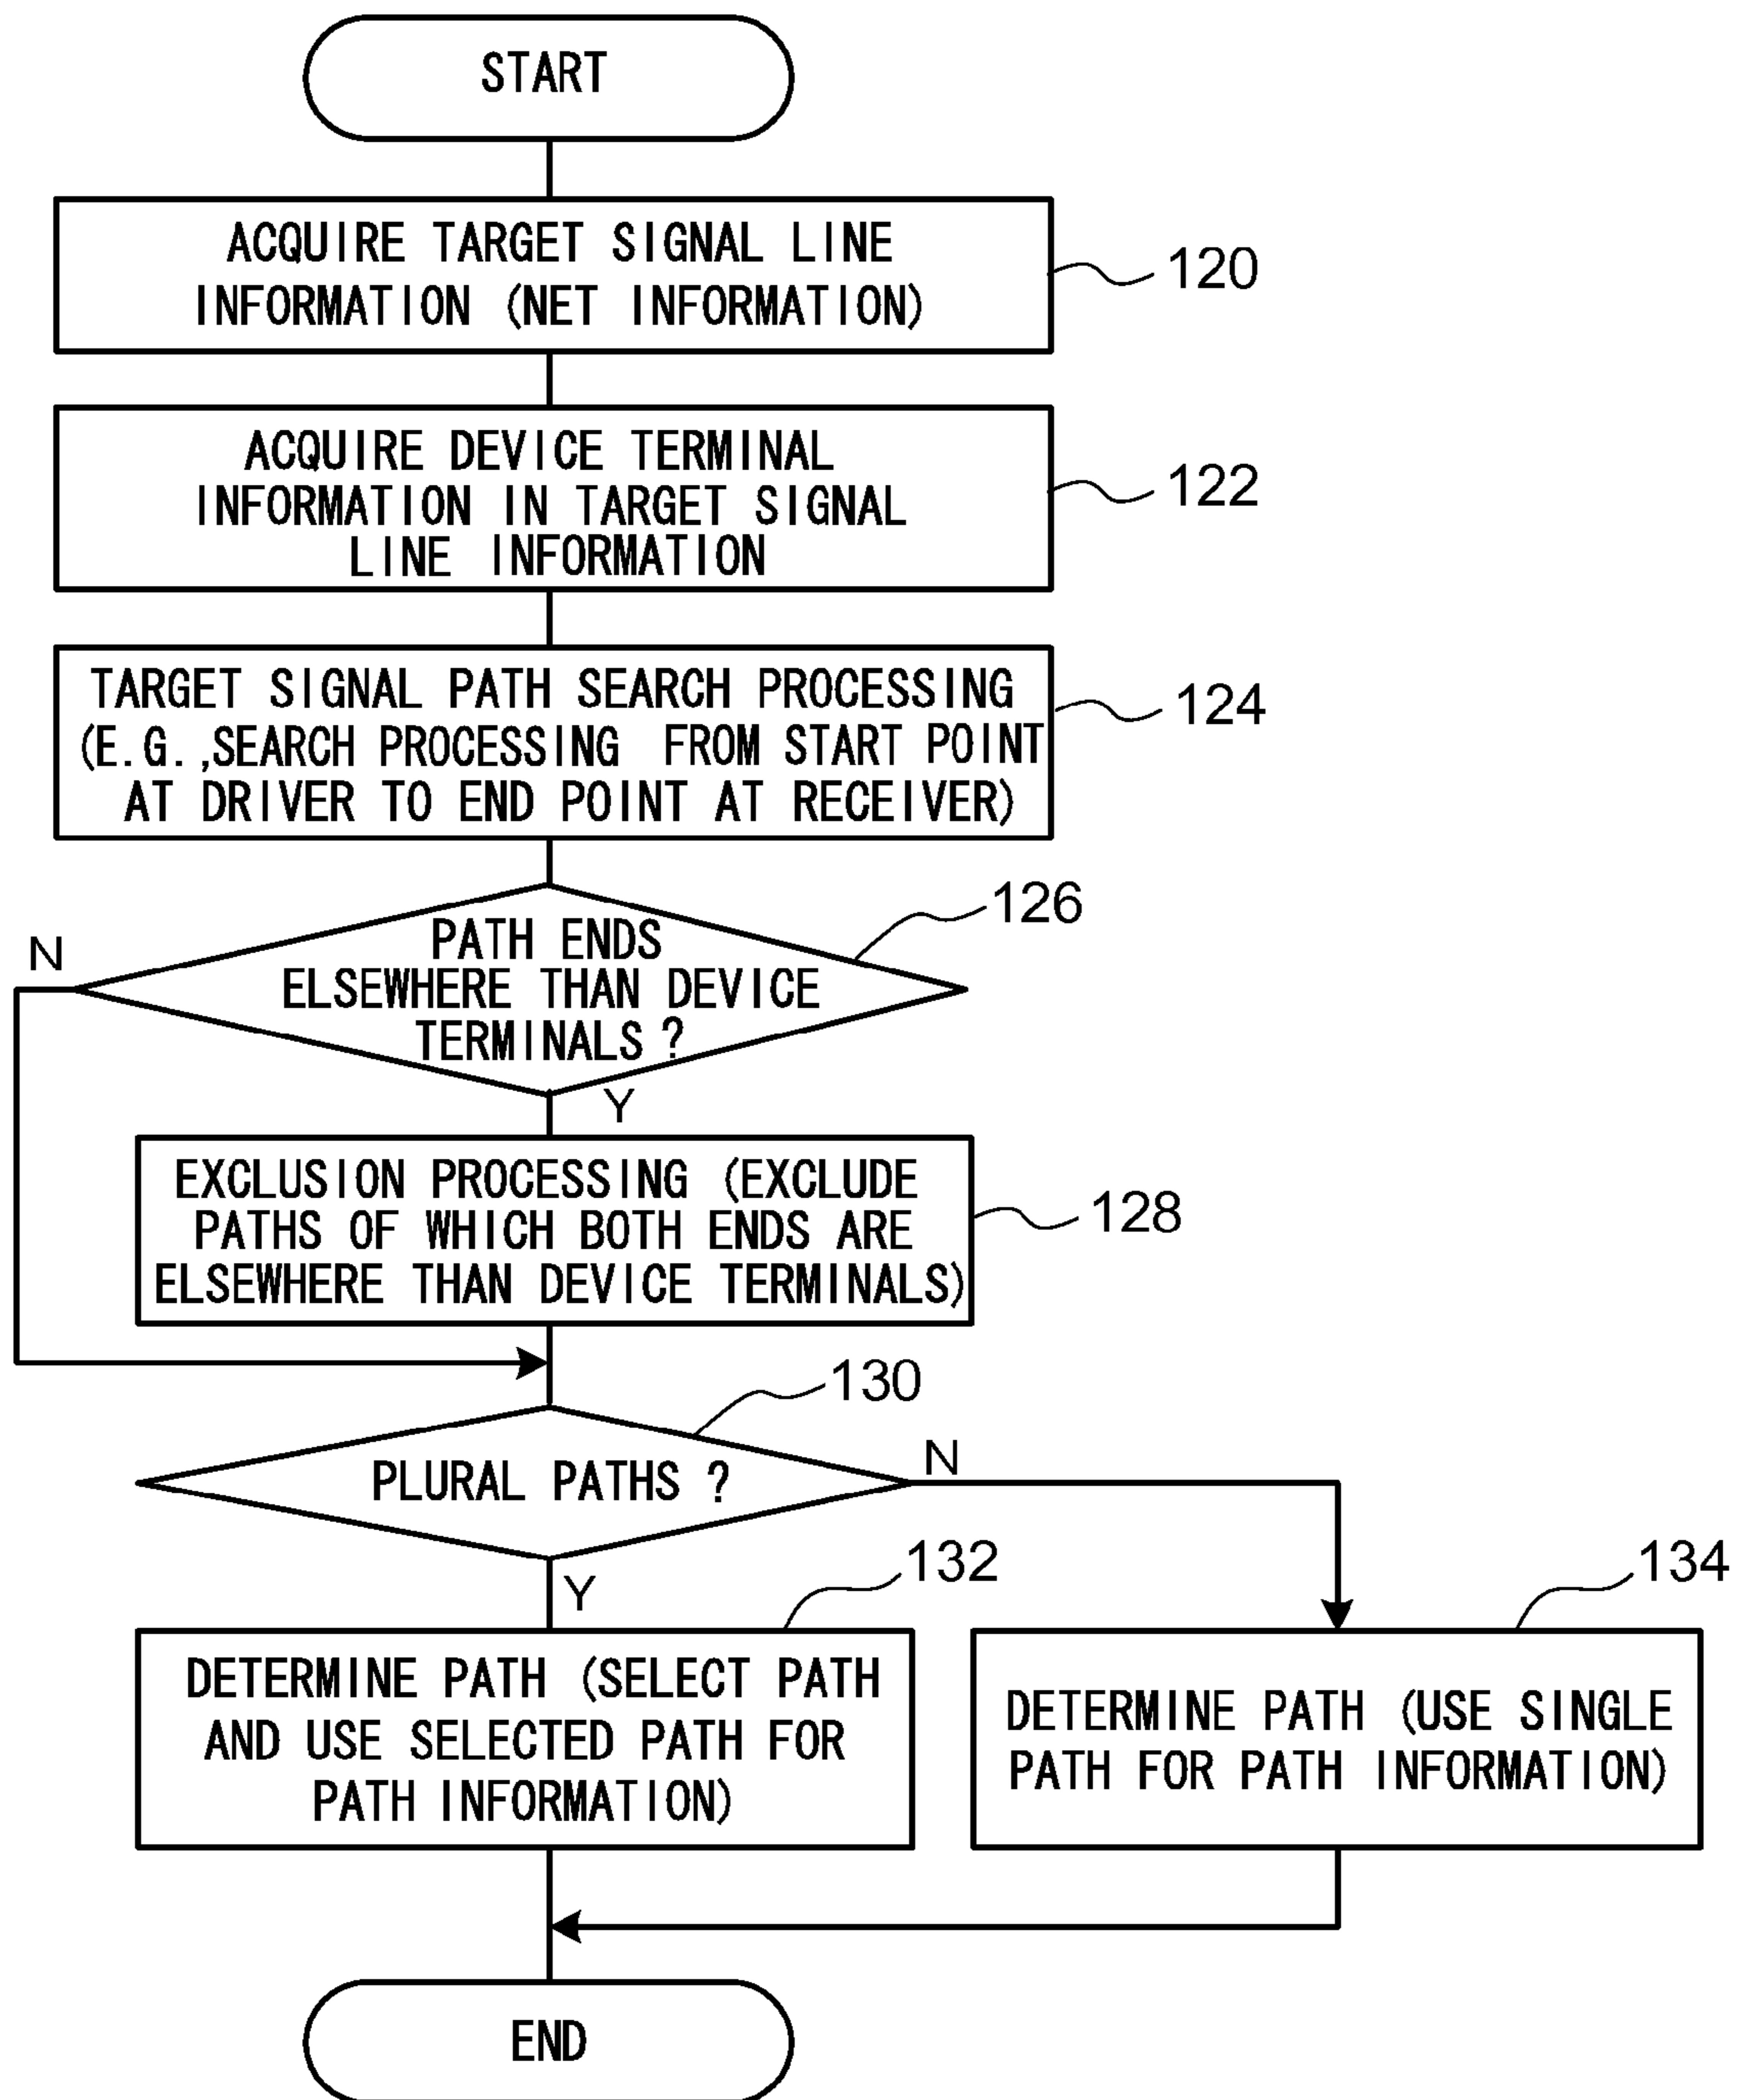 START
ACQUIRE TARGET SIGNAL LINE
INFORMATION (NET INFORMATION)
120
ACQUIRE DEVICE TERMINAL
INFORMATION IN TARGET SIGNAL
LINE INFORMATION
122
TARGET SIGNAL PATH SEARCH PROCESSING
(E.G.,SEARCH PROCESSING FROM START POINT
AT DRIVER TO END POINT AT RECEIVER)
124
126
N
PATH ENDS
ELSEWHERE THAN DEVICE
TERMINALS ?
Y
EXCLUSION PROCESSING (EXCLUDE
PATHS OF WHICH BOTH ENDS ARE
ELSEWHERE THAN DEVICE TERMINALS)
128
130
PLURAL PATHS ?
N
Y
132
134
DETERMINE PATH (SELECT PATH
AND USE SELECTED PATH FOR
PATH INFORMATION)
DETERMINE PATH (USE SINGLE
PATH FOR PATH INFORMATION)
END